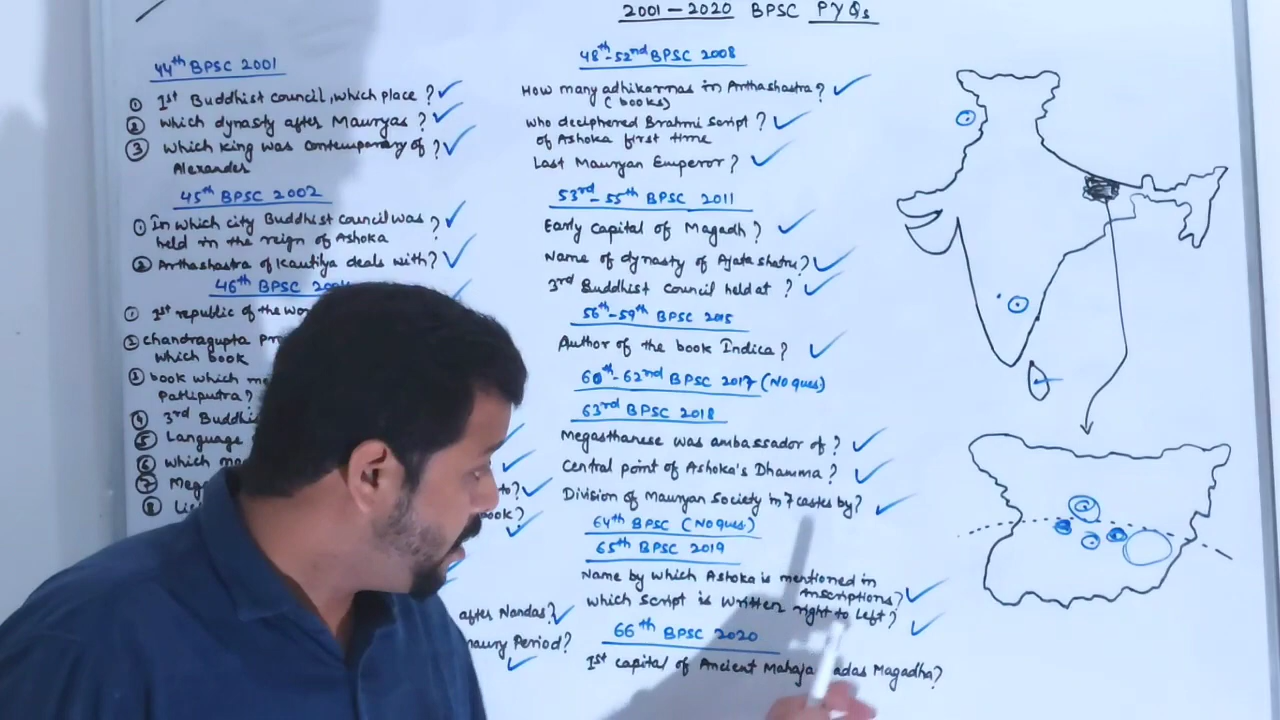 2001 - 2020 BPSC PYQs
44th BPSC 2001
① 1st Buddhist council, which place ?
② which dynasty after Mauryas ?
③ which king was contemporary of ?
Alexander
45th BPSC 2002
① In which city Buddhist council was ?
held in the reign of Ashoka
② Arthashastra of Kautilya deals with?
46th BPSC
① 1st republic of the
② chandragupta
which book
③ book which
Patliputra?
④ 3rd
⑤ Language
⑥ which
⑦
to?
⑧
book?
after Nandas?
Period?
48th-52nd BPSC 2008
How many adhikarnas in Arthashastra?
(books)
who deciphered Brahmi Script ?
of Ashoka first time
Last Mauryan Emperor ?
53rd - 55th BPSC 2011
Early capital of Magadh ?
Name of dynasty of Ajatashatru?
3rd Buddhist council held at ?
56th-59th BPSC 2015
Author of the book Indica ?
60th-62nd BPSC 2017 (No ques)
63rd BPSC 2018
Megasthanese was ambassador of ?
Central point of Ashoka's Dhamma ?
Division of Mauryan Society in 7 castes by?
64th BPSC (No ques)
65th BPSC 2019
Name by which Ashoka is mentioned in
inscriptions?
which Script is written right to left ?
66th BPSC 2020
1st capital of Ancient Magadha?